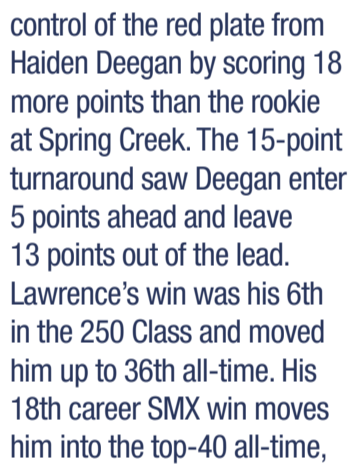 control of the red plate from
Haiden Deegan by scoring 18
more points than the rookie
at Spring Creek. The 15-point
turnaround saw Deegan enter
5 points ahead and leave
13 points out of the lead.
Lawrence’s win was his 6th
in the 250 Class and moved
him up to 36th all-time. His
18th career SMX win moves
him into the top-40 all-time,